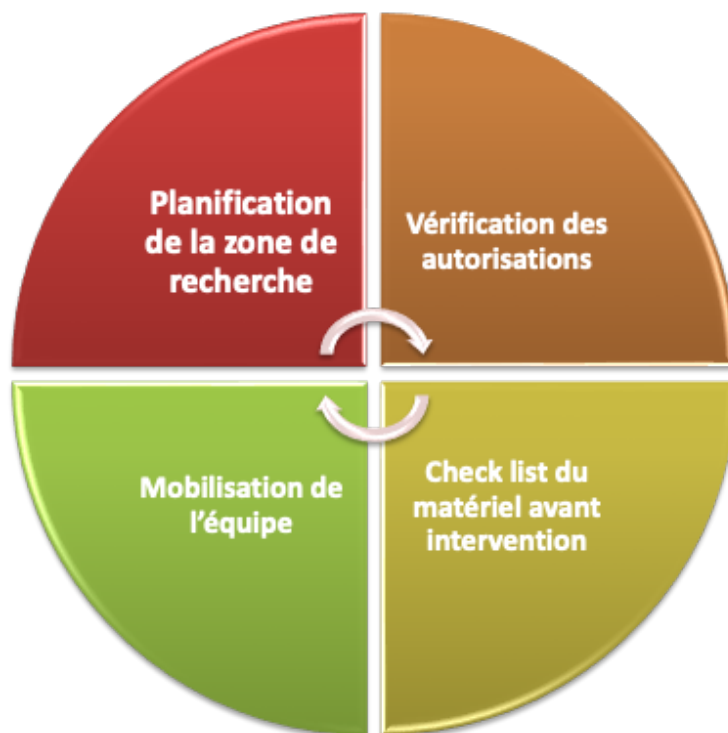 Planification
de la zone de
recherche
Vérification des
autorisations
Mobilisation de
l'équipe
Check list du
matériel avant
intervention